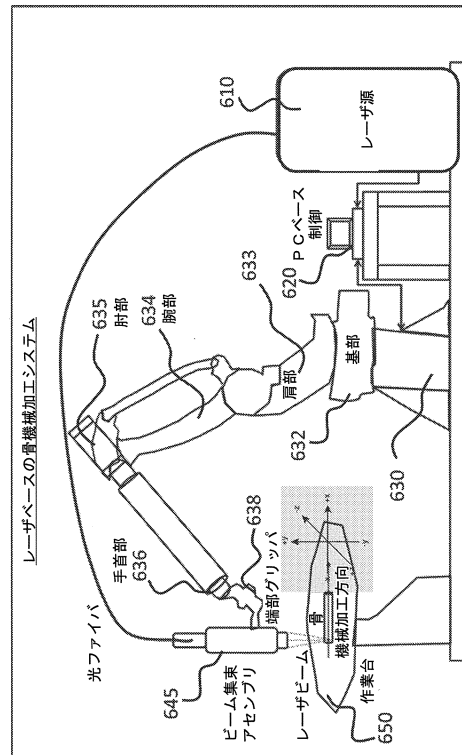 レーザベースの骨機械加工システム
光ファイバ
645
ビーム集束
アセンブリ
レーザビーム
650
作業台
手首部
636
638
端部グリッパ
骨
機械加工方向
+y
-z
+x
-y
635
肘部
634
腕部
633
肩部
基部
632
630
620
PCベース
制御
610
レーザ源